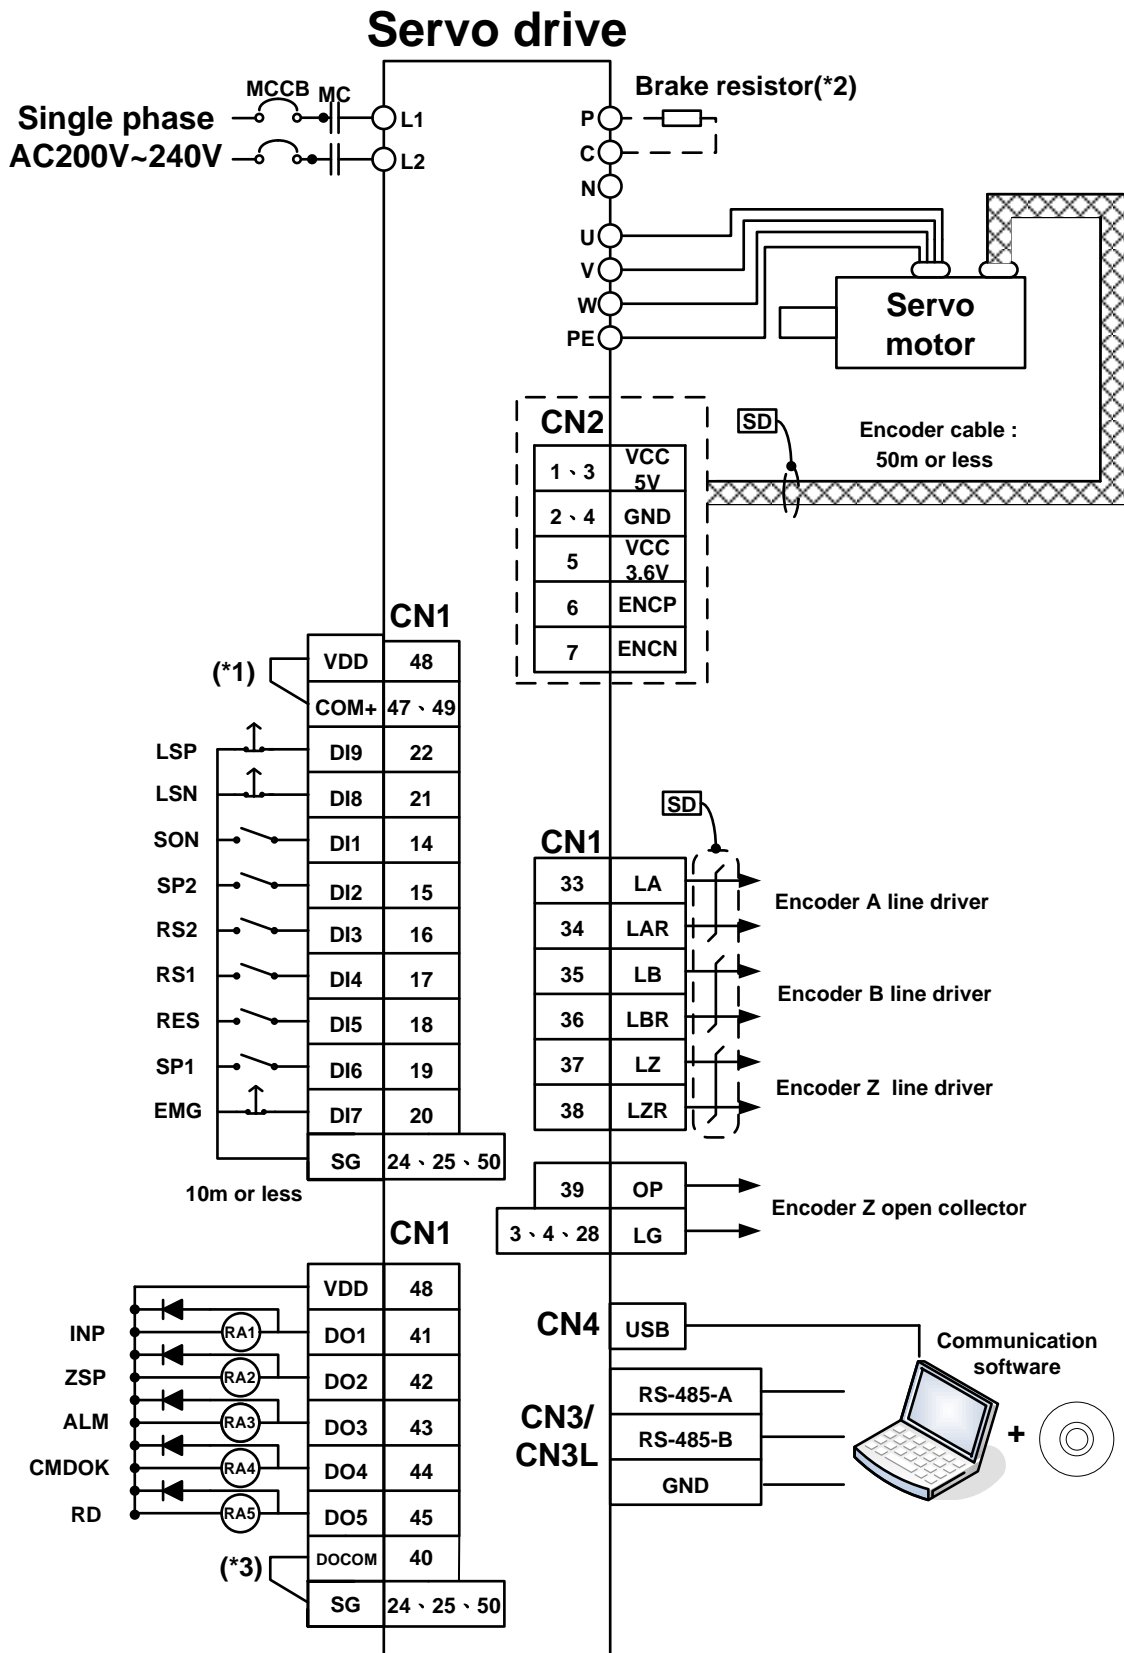 Servo drive
MCCB
MC
Single phase
AC200V~240V
L1
L2
Brake resistor(*2)
P
C
N
U
V
W
PE
Servo
motor
CN2
1、3 VCC 5V
2、4 GND
5 VCC 3.6V
6 ENCP
7 ENCN
SD
Encoder cable :
50m or less
CN1
(*1)
VDD 48
COM+ 47、49
LSP DI9 22
LSN DI8 21
SON DI1 14
SP2 DI2 15
RS2 DI3 16
RS1 DI4 17
RES DI5 18
SP1 DI6 19
EMG DI7 20
SG 24、25、50
10m or less
SD
CN1
33 LA
34 LAR
Encoder A line driver
35 LB
36 LBR
Encoder B line driver
37 LZ
38 LZR
Encoder Z line driver
39 OP
3、4、28 LG
Encoder Z open collector
CN1
VDD 48
INP RA1 DO1 41
ZSP RA2 DO2 42
ALM RA3 DO3 43
CMDOK RA4 DO4 44
RD RA5 DO5 45
(*3)
DOCOM 40
SG 24、25、50
CN4 USB
Communication
software
CN3/
CN3L
RS-485-A
RS-485-B
GND
+